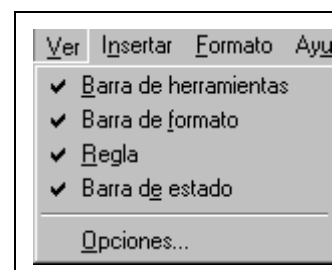 Ver Insertar Formato Ayu
Barra de herramientas
Barra de formato
Regla
Barra de estado
Opciones...